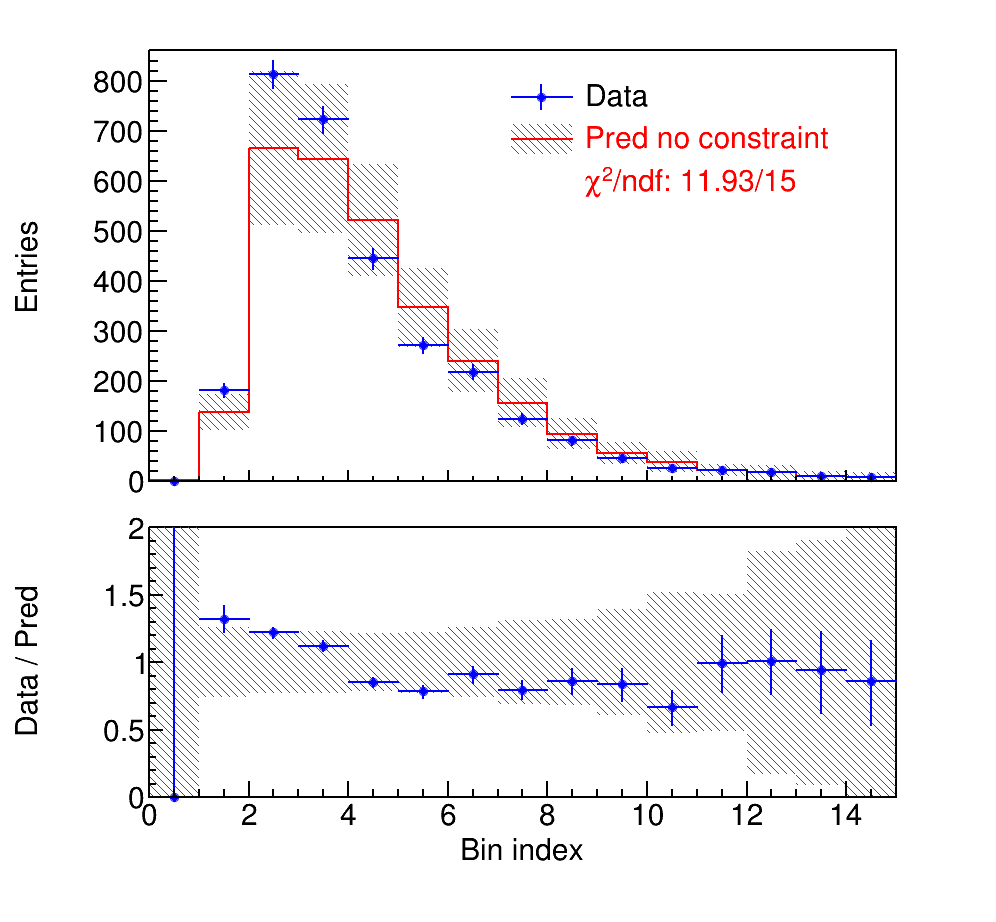 800
700
600
500
400
300
200
100
0
Entries
Data
Pred no constraint
χ²/ndf: 11.93/15
2
1.5
1
0.5
0
Data / Pred
0 2 4 6 8 10 12 14
Bin index